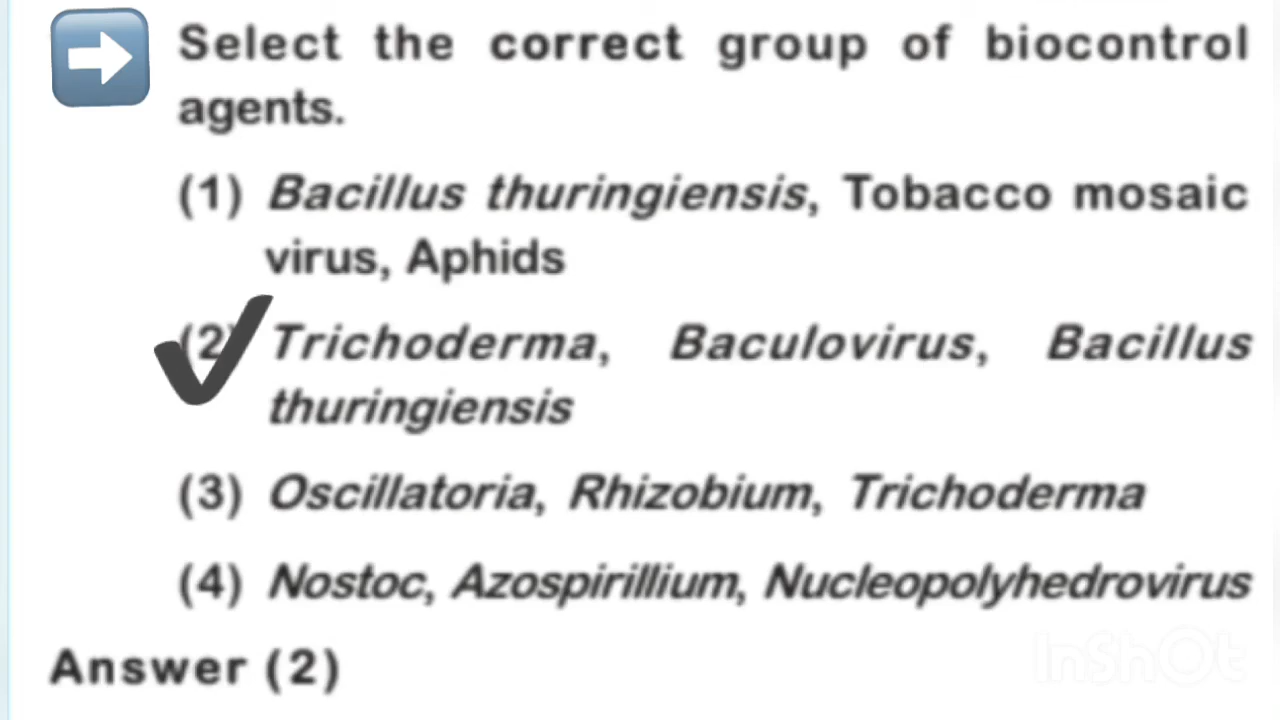 Select the correct group of biocontrol
agents.
(1) Bacillus thuringiensis, Tobacco mosaic
virus, Aphids
(2) Trichoderma, Baculovirus, Bacillus
thuringiensis
(3) Oscillatoria, Rhizobium, Trichoderma
(4) Nostoc, Azospirillium, Nucleopolyhedrovirus
Answer (2)
InShOt